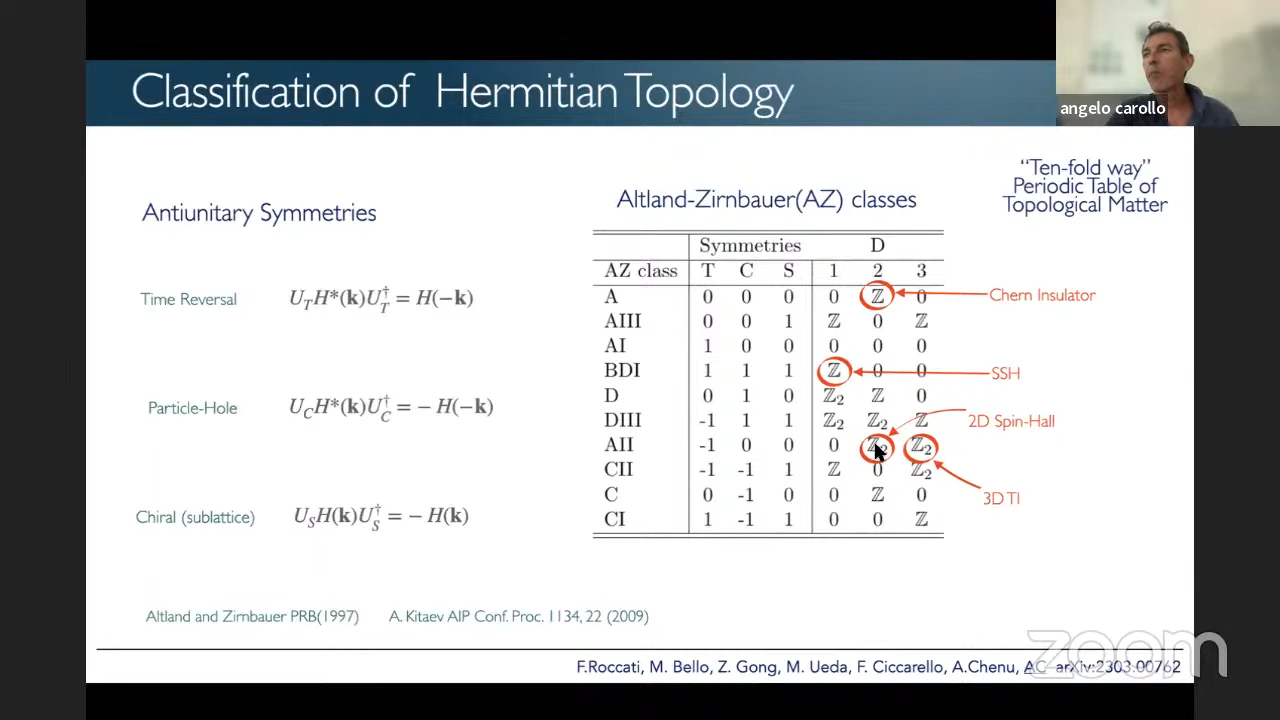 Classification of Hermitian Topology
angelo carollo
"Ten-fold way"
Periodic Table of
Topological Matter
Antiunitary Symmetries
Time Reversal U_T H*(k)U_T^† = H(−k)
Particle-Hole U_C H*(k)U_C^† = − H(−k)
Chiral (sublattice) U_S H(k)U_S^† = − H(k)
Altland-Zirnbauer(AZ) classes
Symmetries D
AZ class T C S 1 2 3
A 0 0 0 0 ℤ 0
AIII 0 0 1 ℤ 0 ℤ
AI 1 0 0 0 0 0
BDI 1 1 1 ℤ 0 0
D 0 1 0 ℤ₂ ℤ 0
DIII -1 1 1 ℤ₂ ℤ₂ ℤ
AII -1 0 0 0 ℤ₂ ℤ₂
CII -1 -1 1 ℤ 0 ℤ₂
C 0 -1 0 0 ℤ 0
CI 1 -1 1 0 0 ℤ
Chern Insulator
SSH
2D Spin-Hall
3D TI
Altland and Zirnbauer PRB(1997) A. Kitaev AIP Conf. Proc. 1134, 22 (2009)
zoom
F.Roccati, M. Bello, Z. Gong, M. Ueda, F. Ciccarello, A.Chenu, AC arXiv:2303:00762